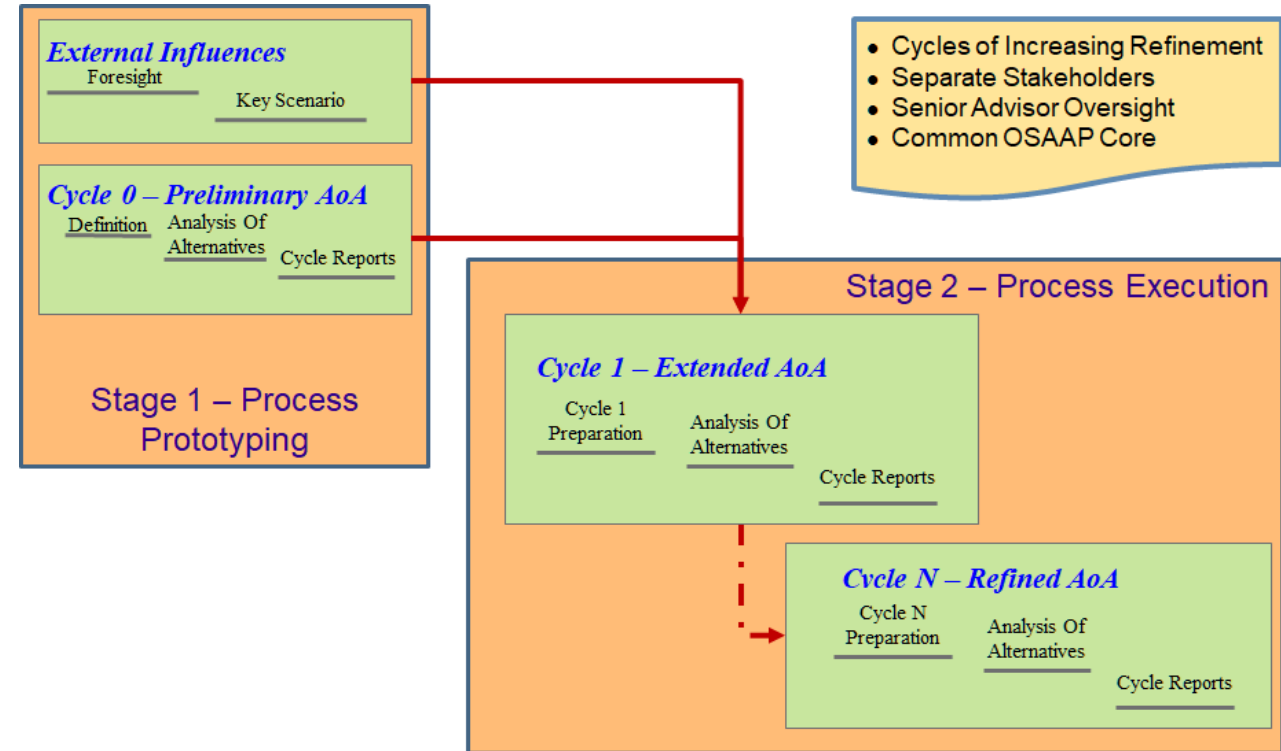 External Influences
Foresight
Key Scenario
Cycle 0 – Preliminary AoA
Definition
Analysis Of
Alternatives
Cycle Reports
Stage 1 – Process
Prototyping
• Cycles of Increasing Refinement
• Separate Stakeholders
• Senior Advisor Oversight
• Common OSAAP Core
Stage 2 – Process Execution
Cycle 1 – Extended AoA
Cycle 1
Preparation
Analysis Of
Alternatives
Cycle Reports
Cycle N – Refined AoA
Cycle N
Preparation
Analysis Of
Alternatives
Cycle Reports